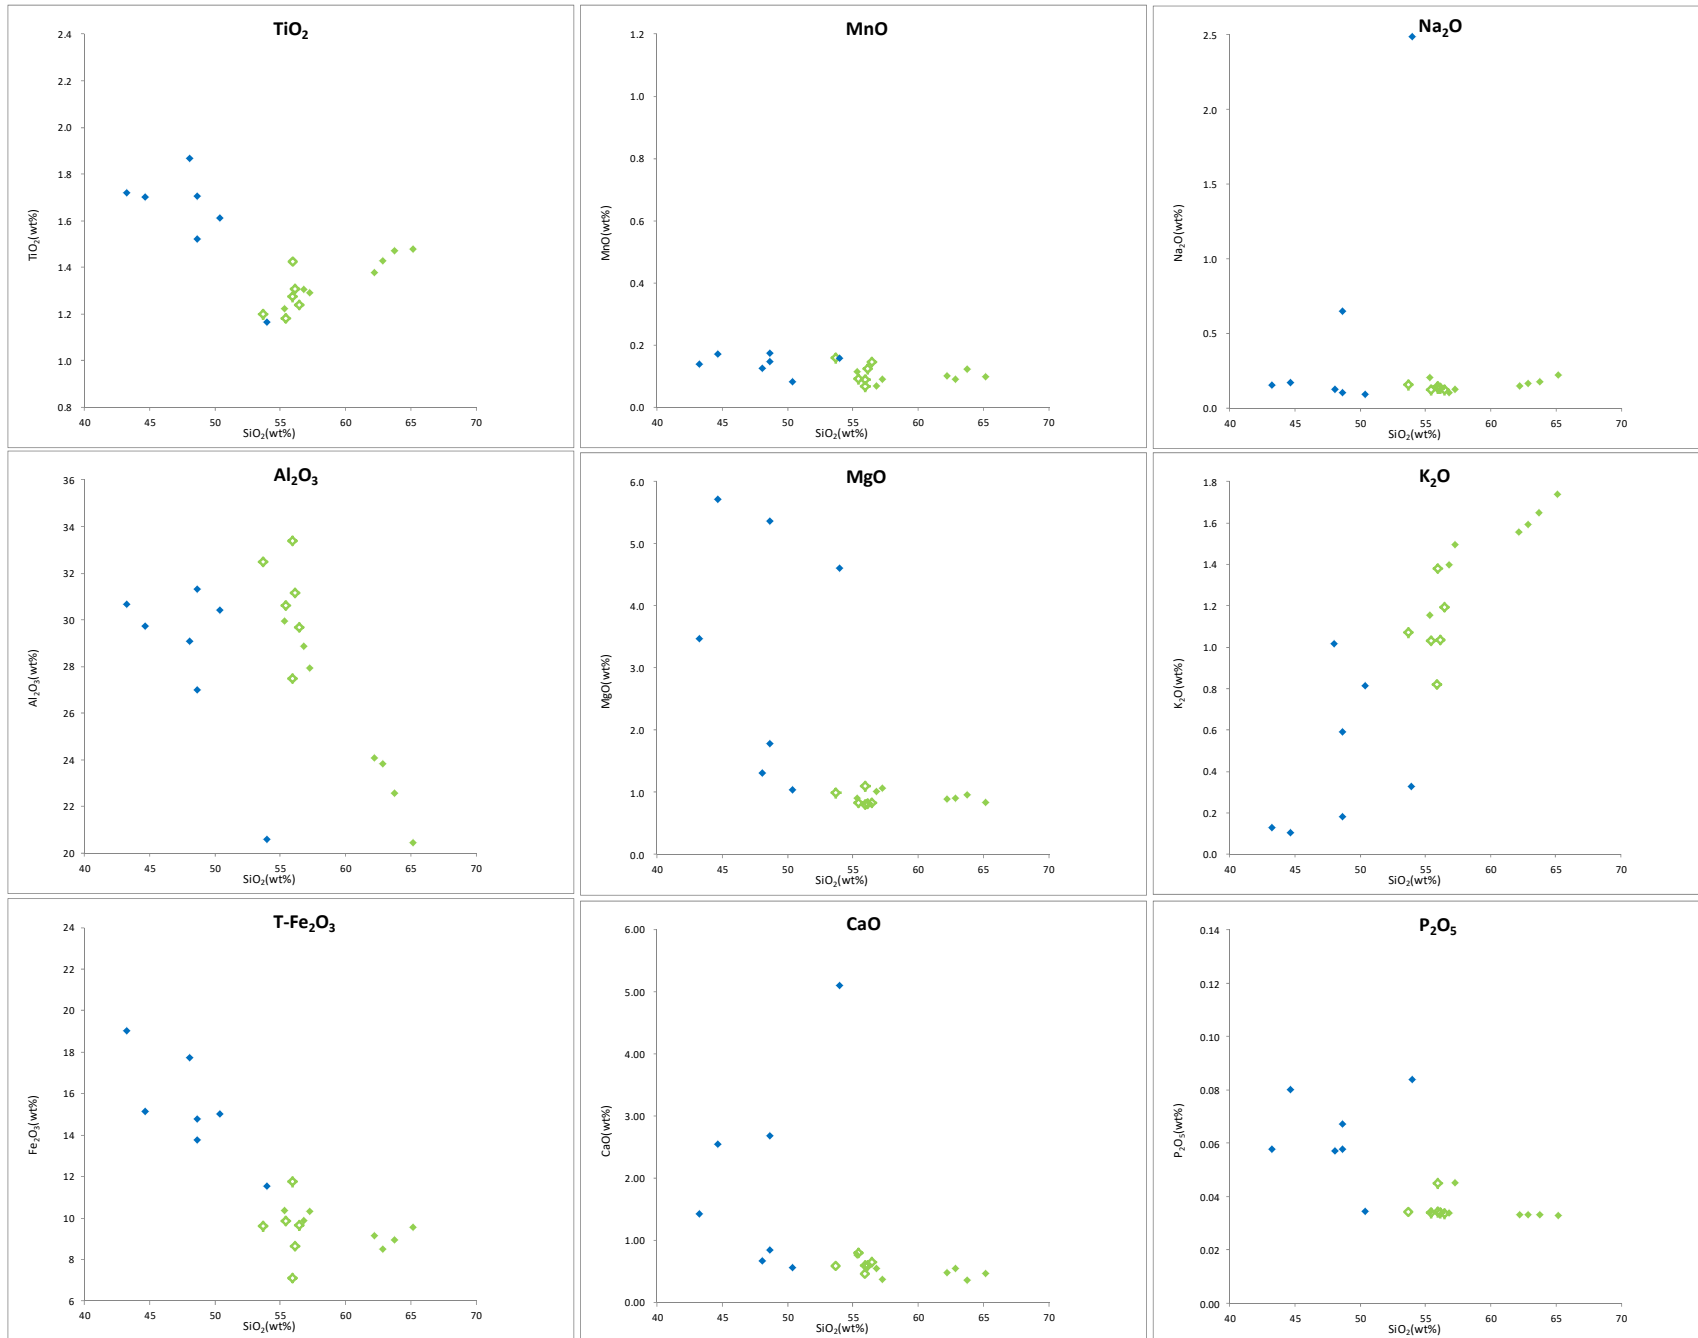 TiO₂
2.4
2.2
2.0
1.8
1.6
1.4
1.2
1.0
0.8
TiO₂(wt%)
40 45 50 55 60 65 70
SiO₂(wt%)
MnO
1.2
1.0
0.8
0.6
0.4
0.2
0.0
MnO(wt%)
40 45 50 55 60 65 70
SiO₂(wt%)
Na₂O
2.5
2.0
1.5
1.0
0.5
0.0
Na₂O(wt%)
40 45 50 55 60 65 70
SiO₂(wt%)
Al₂O₃
36
34
32
30
28
26
24
22
20
Al₂O₃(wt%)
40 45 50 55 60 65 70
SiO₂(wt%)
MgO
6.0
5.0
4.0
3.0
2.0
1.0
0.0
MgO(wt%)
40 45 50 55 60 65 70
SiO₂(wt%)
K₂O
1.8
1.6
1.4
1.2
1.0
0.8
0.6
0.4
0.2
0.0
K₂O(wt%)
40 45 50 55 60 65 70
SiO₂(wt%)
T-Fe₂O₃
24
22
20
18
16
14
12
10
8
6
Fe₂O₃(wt%)
40 45 50 55 60 65 70
SiO₂(wt%)
CaO
6.00
5.00
4.00
3.00
2.00
1.00
0.00
CaO(wt%)
40 45 50 55 60 65 70
SiO₂(wt%)
P₂O₅
0.14
0.12
0.10
0.08
0.06
0.04
0.02
0.00
P₂O₅(wt%)
40 45 50 55 60 65 70
SiO₂(wt%)